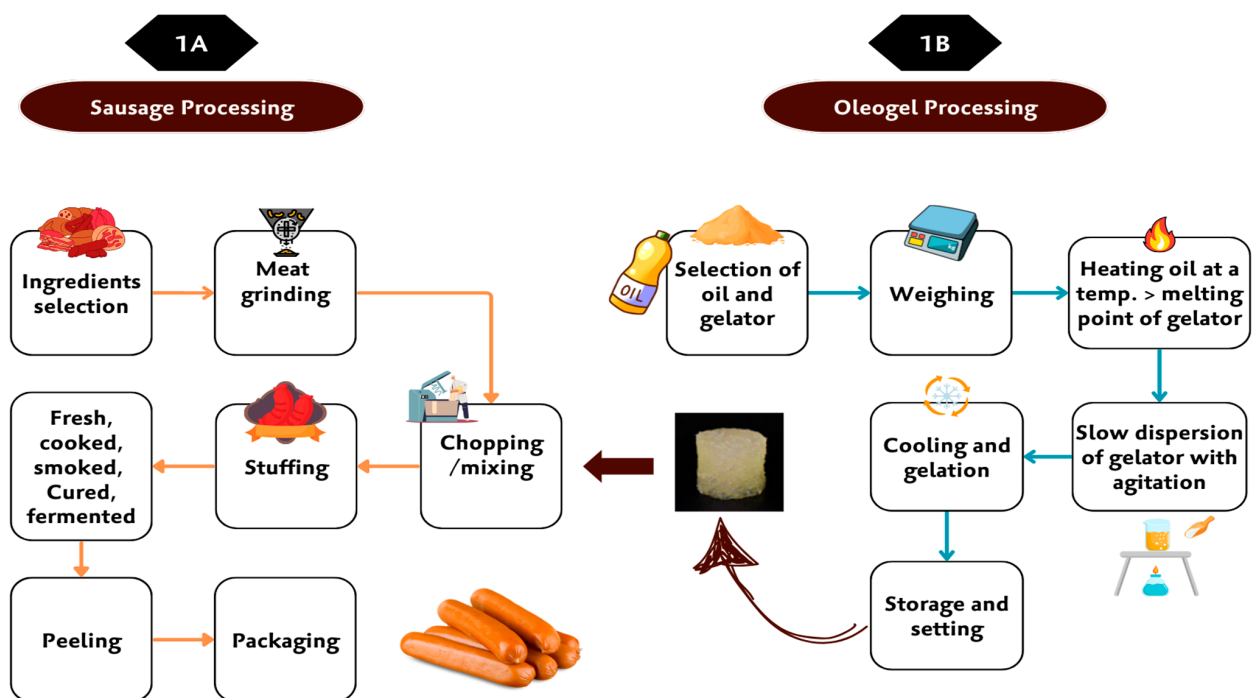 1A
Sausage Processing
Ingredients
selection
Meat
grinding
Chopping
/mixing
Stuffing
Fresh,
cooked,
smoked,
Cured,
fermented
Peeling
Packaging
1B
Oleogel Processing
OIL
Selection of
oil and
gelator
Weighing
Heating oil at a
temp. > melting
point of gelator
Slow dispersion
of gelator with
agitation
Cooling and
gelation
Storage and
setting